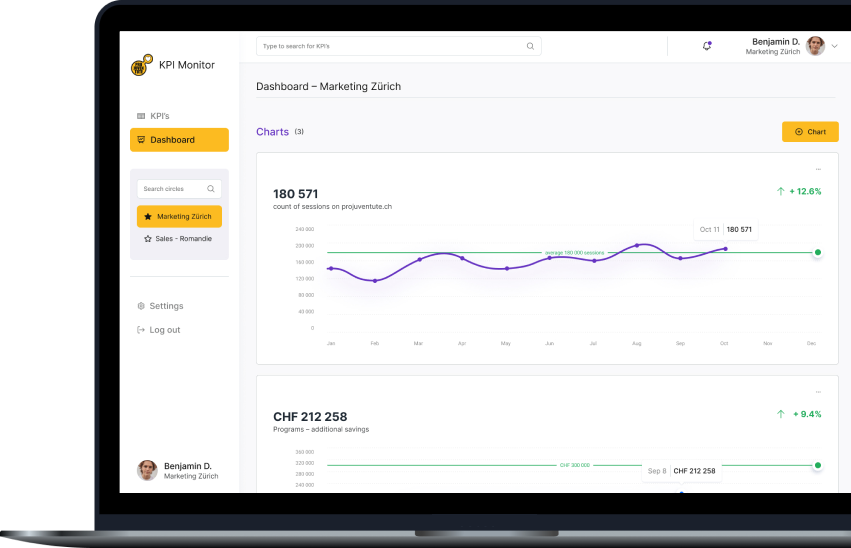 KPI Monitor
KPI's
Dashboard
Search circles
Marketing Zürich
Sales – Romandie
Settings
Log out
Benjamin D.
Marketing Zürich
Type to search for KPI's
Benjamin D.
Marketing Zürich
Dashboard – Marketing Zürich
Charts (3)
Chart
180 571
count of sessions on projuventute.ch
+ 12.6%
Oct 11 180 571
240 000
200 000
160 000
120 000
80 000
40 000
0
average 180 000 sessions
Jan Feb Mar Apr May Jun Jul Aug Sep Oct Nov Dec
CHF 212 258
Programs – additional savings
+ 9.4%
360 000
320 000
280 000
240 000
CHF 300 000
Sep 8 CHF 212 258